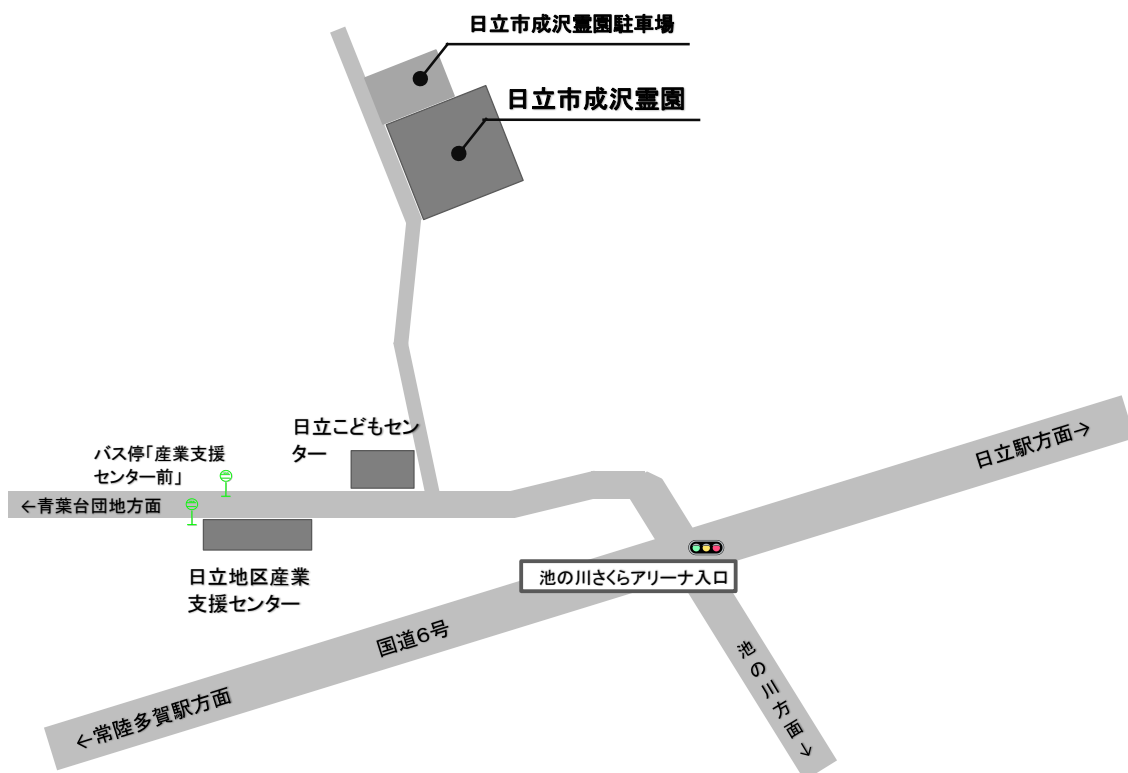 日立市成沢霊園駐車場
日立市成沢霊園
日立こどもセン
ター
バス停「産業支援
センター前」
←青葉台団地方面
日立地区産業
支援センター
日立駅方面→
池の川さくらアリーナ入口
国道6号
池の川方面→
←常陸多賀駅方面